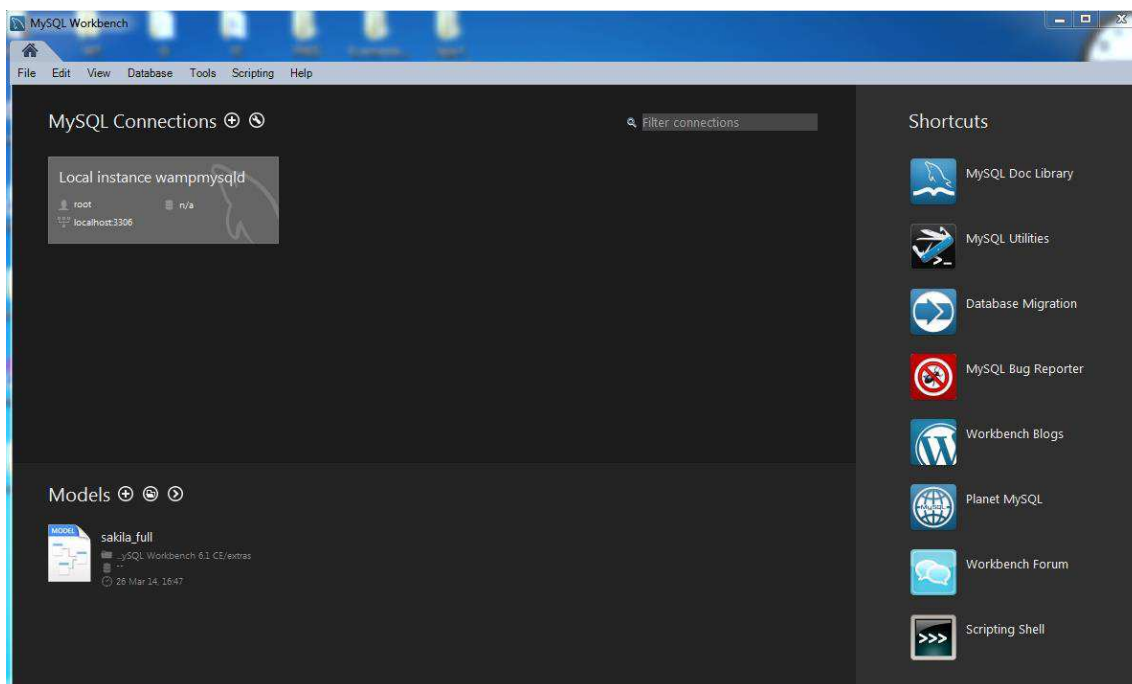 MySQL Workbench
File Edit View Database Tools Scripting Help
MySQL Connections
Filter connections
Local instance wampmysqld
root
n/a
localhost:3306
Models
MODEL
sakila_full
..ySQL Workbench 6.1 CE/extras
--
26 Mar 14, 16:47
Shortcuts
MySQL Doc Library
MySQL Utilities
Database Migration
MySQL Bug Reporter
Workbench Blogs
Planet MySQL
MySQL
Workbench Forum
>>>
Scripting Shell